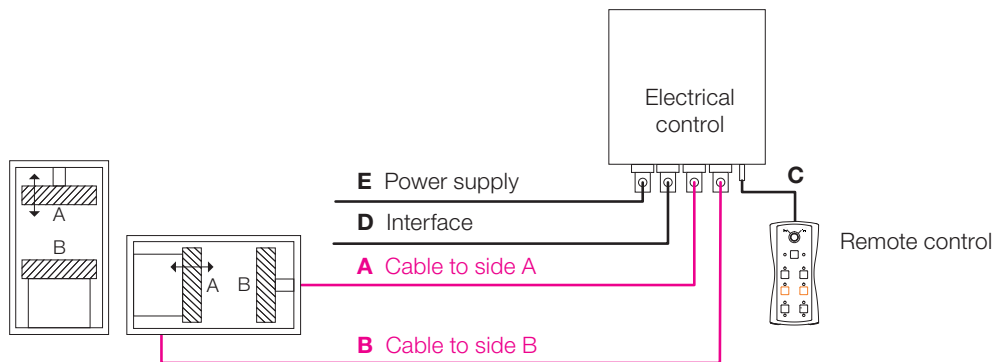 Electrical
control
E Power supply
C
D Interface
Remote control
A Cable to side A
B Cable to side B
A
B
A
B